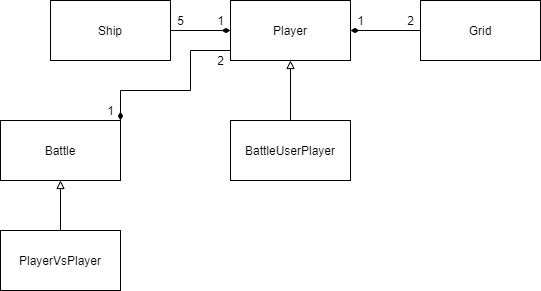 Ship
5
1
Player
1
2
Grid
2
1
Battle
BattleUserPlayer
PlayerVsPlayer